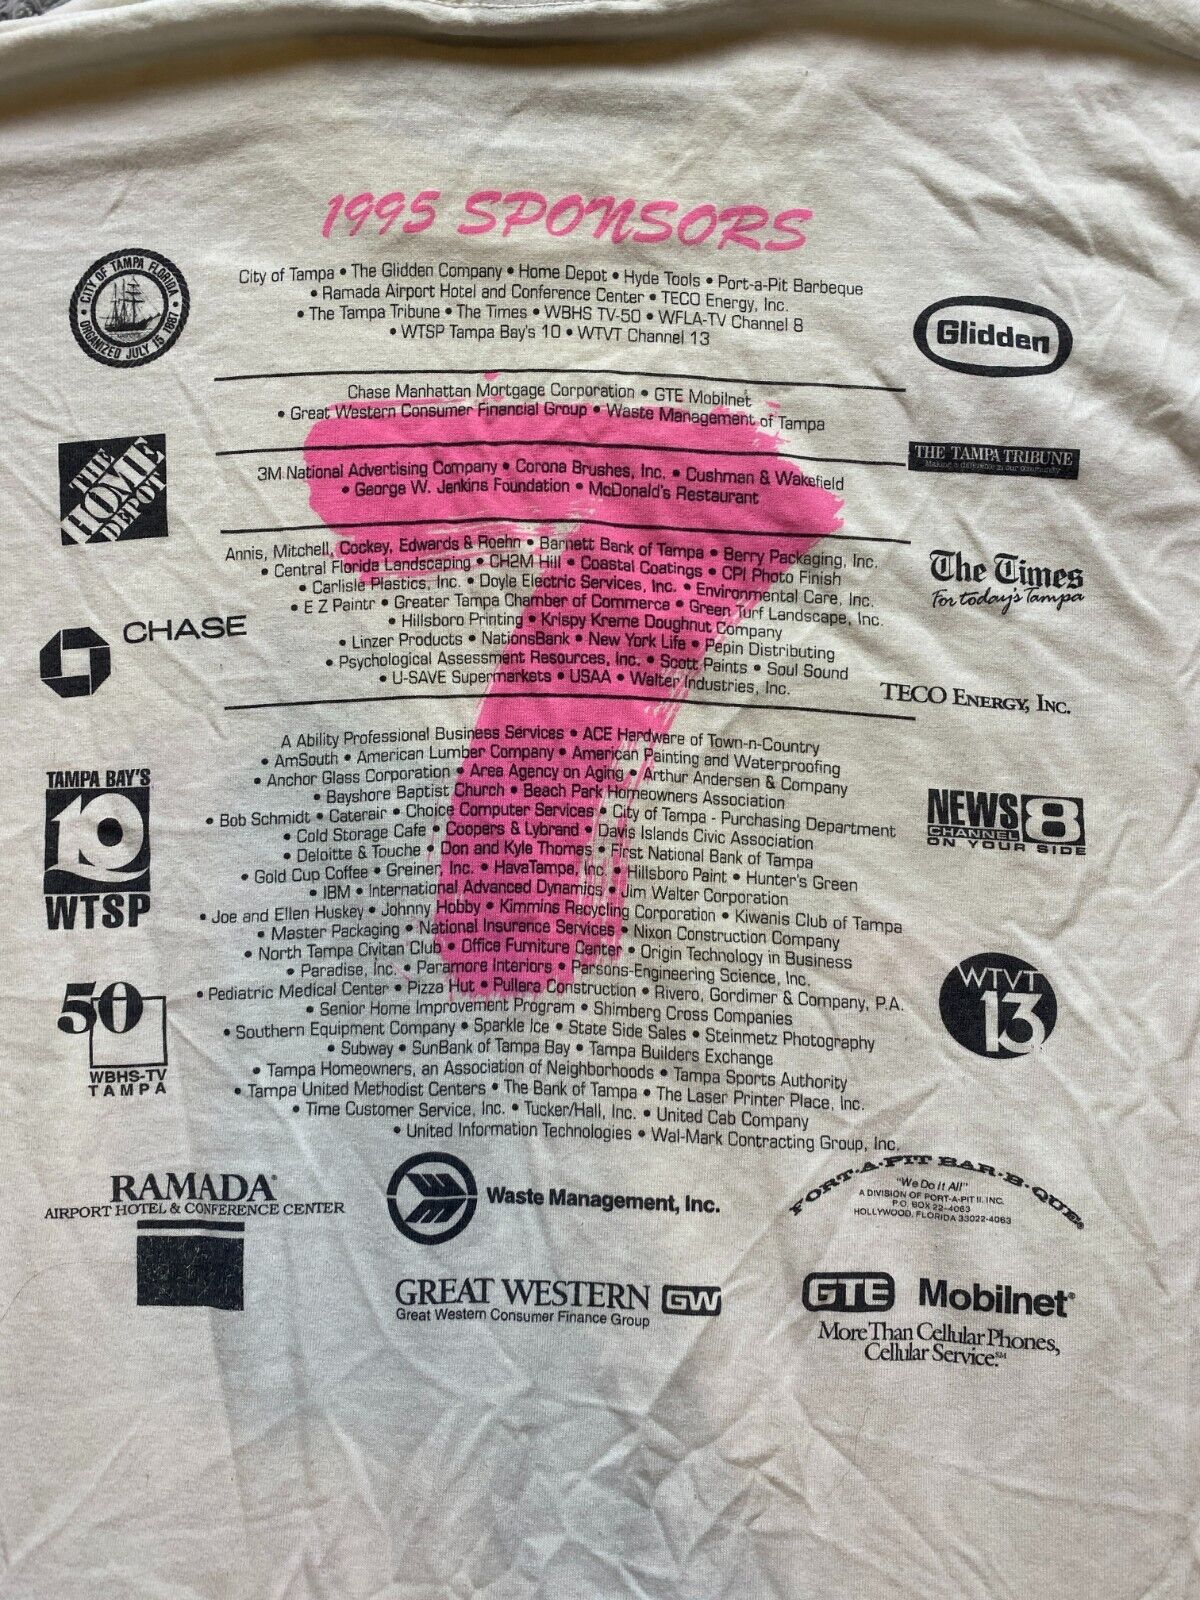 1995 SPONSORS
City of Tampa • The Glidden Company • Home Depot • Hyde Tools • Port-a-Pit Barbeque
• Ramada Airport Hotel and Conference Center • TECO Energy, Inc.
• The Tampa Tribune • The Times • WBHS TV-50 • WFLA-TV Channel 8
• WTSP Tampa Bay's 10 • WTVT Channel 13
CITY OF TAMPA FLORIDA
• ORGANIZED JULY 15 1887 •
Glidden
Chase Manhattan Mortgage Corporation • GTE Mobilnet
• Great Western Consumer Financial Group • Waste Management of Tampa
THE HOME DEPOT
THE TAMPA TRIBUNE
Making a difference in our community
3M National Advertising Company • Corona Brushes, Inc. • Cushman & Wakefield
• George W. Jenkins Foundation • McDonald's Restaurant
Annis, Mitchell, Cockey, Edwards & Roehn • Barnett Bank of Tampa • Berry Packaging, Inc.
• Central Florida Landscaping • CH2M Hill • Coastal Coatings • CPI Photo Finish
• Carlisle Plastics, Inc. • Doyle Electric Services, Inc. • Environmental Care, Inc.
• E Z Paintr • Greater Tampa Chamber of Commerce • Green Turf Landscape, Inc.
• Hillsboro Printing • Krispy Kreme Doughnut Company
• Linzer Products • NationsBank • New York Life • Pepin Distributing
• Psychological Assessment Resources, Inc. • Scott Paints • Soul Sound
• U-SAVE Supermarkets • USAA • Walter Industries, Inc.
The Times
For today's Tampa
CHASE
TECO ENERGY, INC.
A Ability Professional Business Services • ACE Hardware of Town-n-Country
• AmSouth • American Lumber Company • American Painting and Waterproofing
• Anchor Glass Corporation • Area Agency on Aging • Arthur Andersen & Company
• Bayshore Baptist Church • Beach Park Homeowners Association
• Bob Schmidt • Caterair • Choice Computer Services • City of Tampa - Purchasing Department
• Cold Storage Cafe • Coopers & Lybrand • Davis Islands Civic Association
• Deloitte & Touche • Don and Kyle Thomas • First National Bank of Tampa
• Gold Cup Coffee • Greiner, Inc. • HavaTampa, Inc. • Hillsboro Paint • Hunter's Green
• IBM • International Advanced Dynamics • Jim Walter Corporation
• Joe and Ellen Huskey • Johnny Hobby • Kimmins Recycling Corporation • Kiwanis Club of Tampa
• Master Packaging • National Insurance Services • Nixon Construction Company
• North Tampa Civitan Club • Office Furniture Center • Origin Technology in Business
• Paradise, Inc. • Paramore Interiors • Parsons-Engineering Science, Inc.
• Pediatric Medical Center • Pizza Hut • Pullara Construction • Rivero, Gordimer & Company, P.A.
• Senior Home Improvement Program • Shimberg Cross Companies
• Southern Equipment Company • Sparkle Ice • State Side Sales • Steinmetz Photography
• Subway • SunBank of Tampa Bay • Tampa Builders Exchange
• Tampa Homeowners, an Association of Neighborhoods • Tampa Sports Authority
• Tampa United Methodist Centers • The Bank of Tampa • The Laser Printer Place, Inc.
• Time Customer Service, Inc. • Tucker/Hall, Inc. • United Cab Company
• United Information Technologies • Wal-Mark Contracting Group, Inc.
TAMPA BAY'S
10
WTSP
NEWS 8
CHANNEL
ON YOUR SIDE
50
WBHS-TV
TAMPA
WTVT
13
RAMADA®
AIRPORT HOTEL & CONFERENCE CENTER
Waste Management, Inc.
PORT-A-PIT BAR-B-QUE
"We Do It All"
A DIVISION OF PORT-A-PIT II, INC.
P.O. BOX 22-4063
HOLLYWOOD, FLORIDA 33022-4063
GREAT WESTERN GW
Great Western Consumer Finance Group
GTE Mobilnet®
More Than Cellular Phones,
Cellular Service.℠